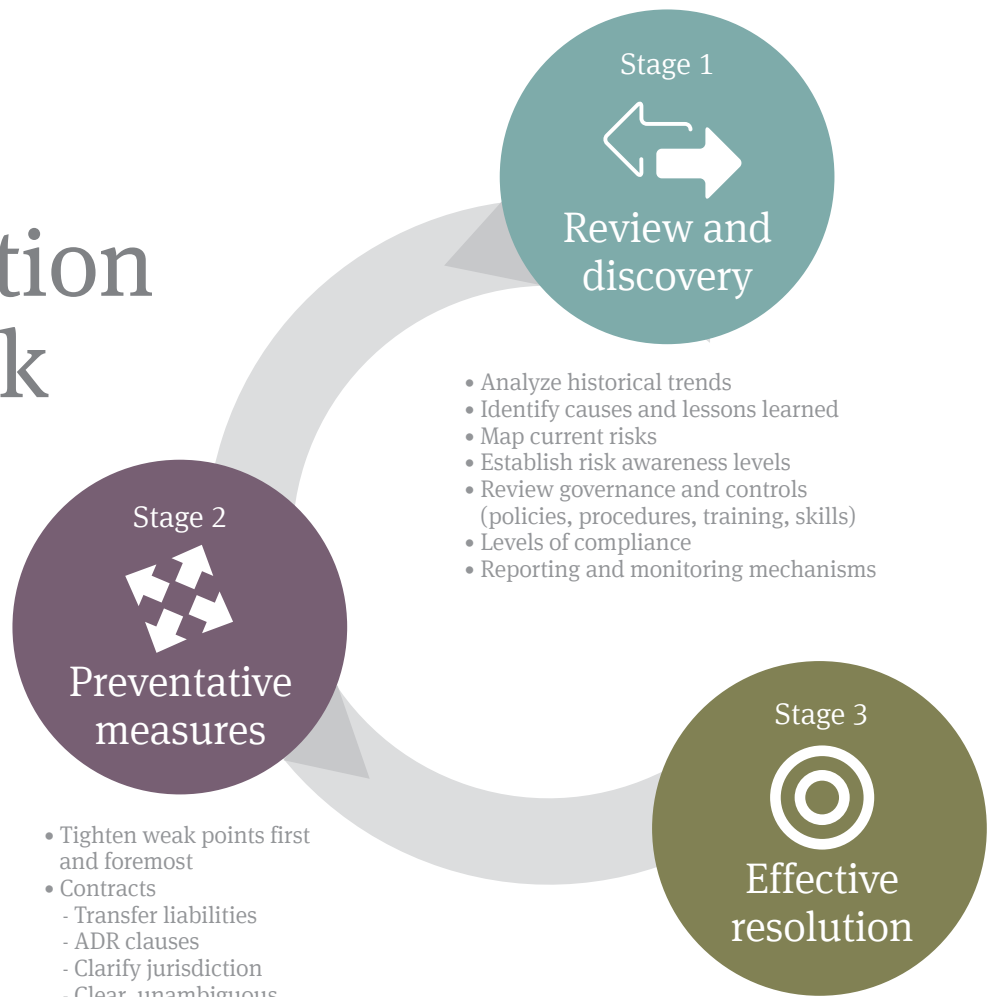 tion
k
Stage 1
Review and
discovery
• Analyze historical trends
• Identify causes and lessons learned
• Map current risks
• Establish risk awareness levels
• Review governance and controls
(policies, procedures, training, skills)
• Levels of compliance
• Reporting and monitoring mechanisms
Stage 2
Preventative
measures
• Tighten weak points first
and foremost
• Contracts
- Transfer liabilities
- ADR clauses
- Clarify jurisdiction
- Clear, unambiguous
Stage 3
Effective
resolution